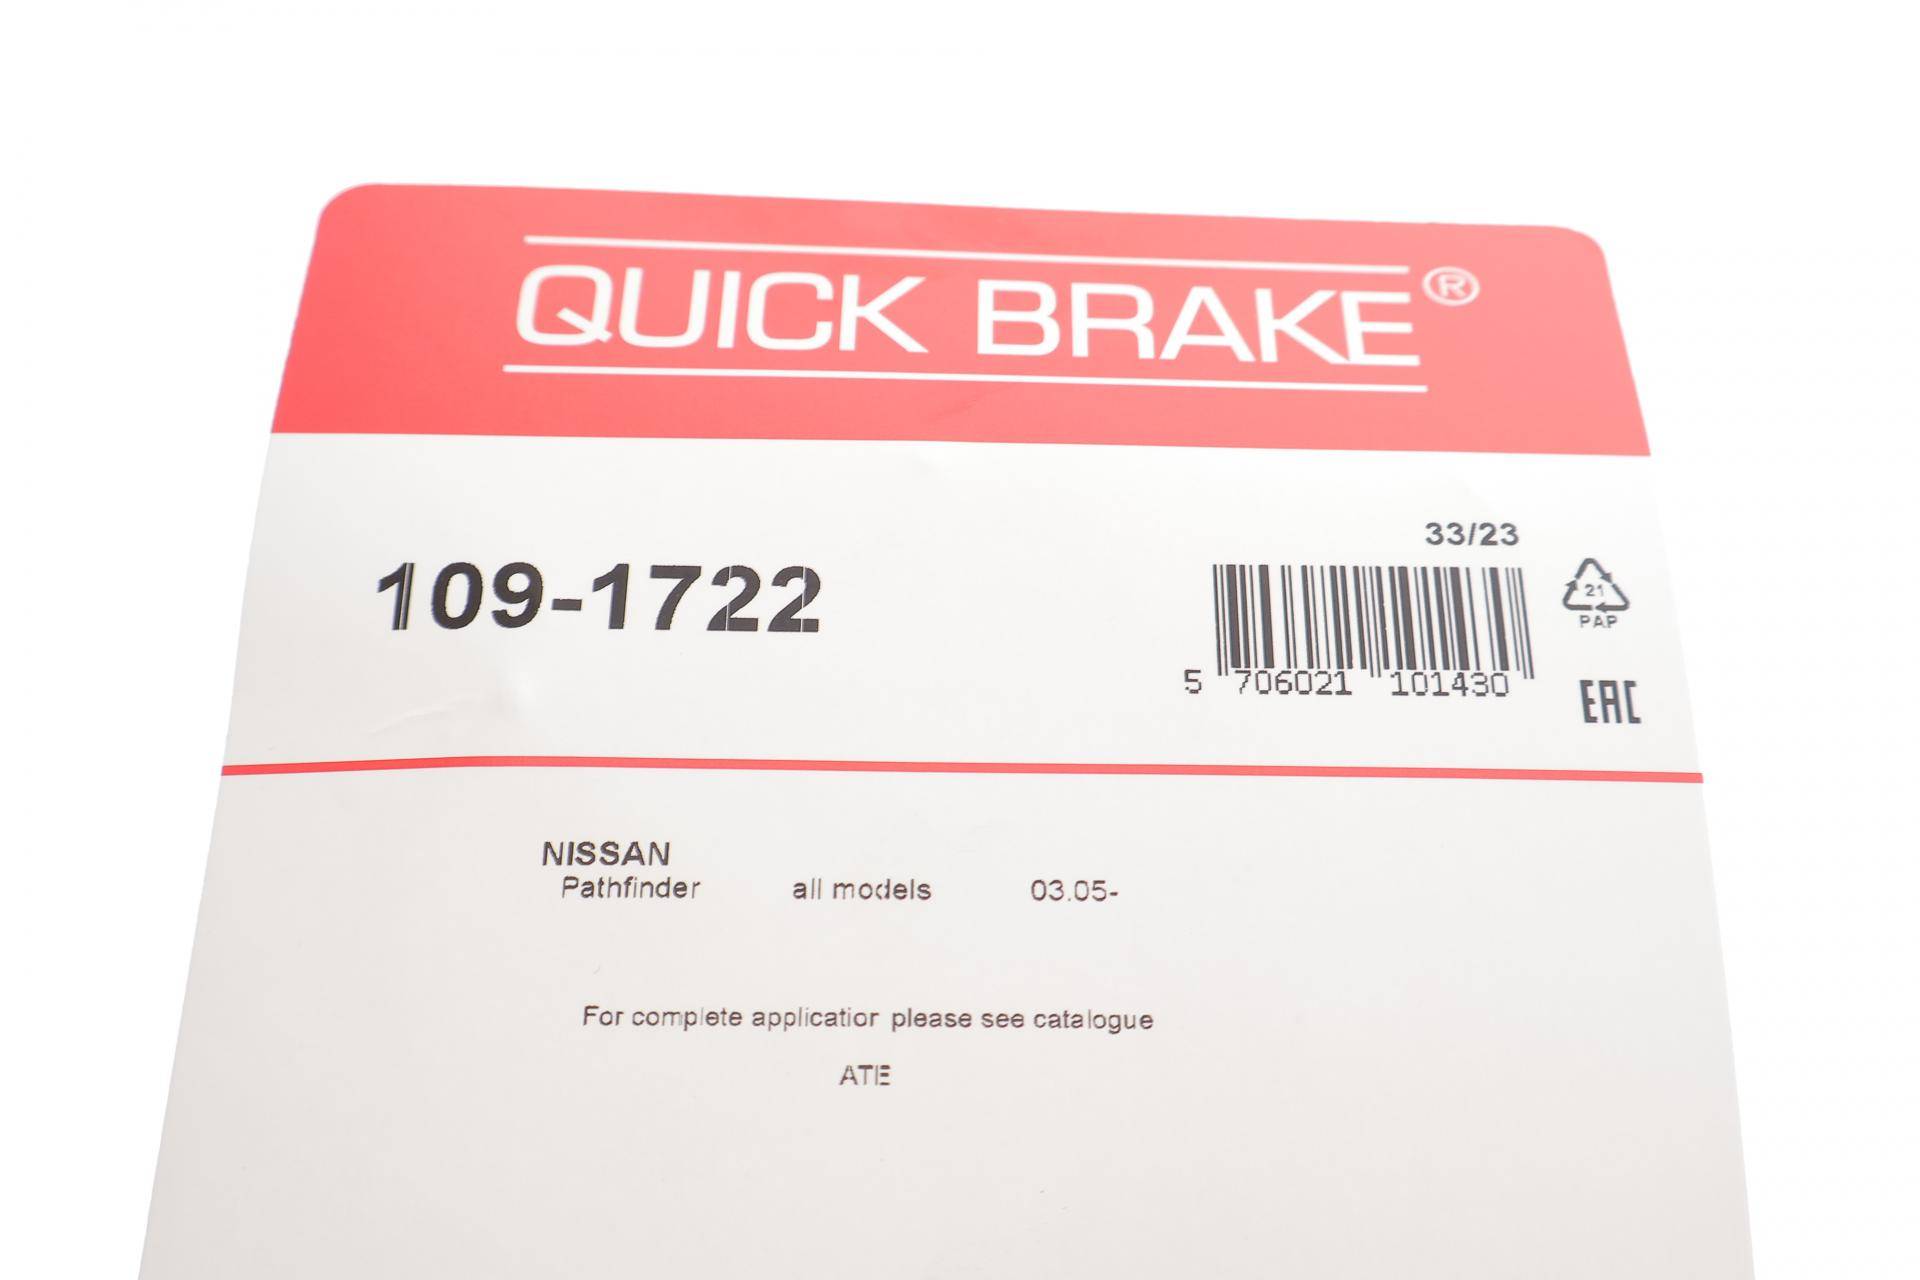 QUICK BRAKE®
109-1722
33/23
5 706021 101430
21
PAP
EAC
NISSAN
Pathfinder all models 03.05-
For complete application please see catalogue
ATE